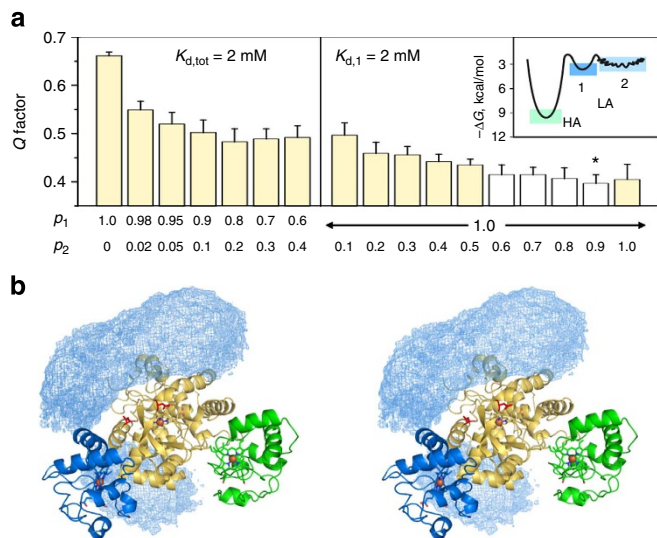 a
0.7
0.6
0.5
0.4
Q factor
Kd,tot = 2 mM
Kd,1 = 2 mM
3
6
9
12
−ΔG, kcal/mol
1
2
HA
LA
*
p1 1.0 0.98 0.95 0.9 0.8 0.7 0.6 1.0
p2 0 0.02 0.05 0.1 0.2 0.3 0.4 0.1 0.2 0.3 0.4 0.5 0.6 0.7 0.8 0.9 1.0
b